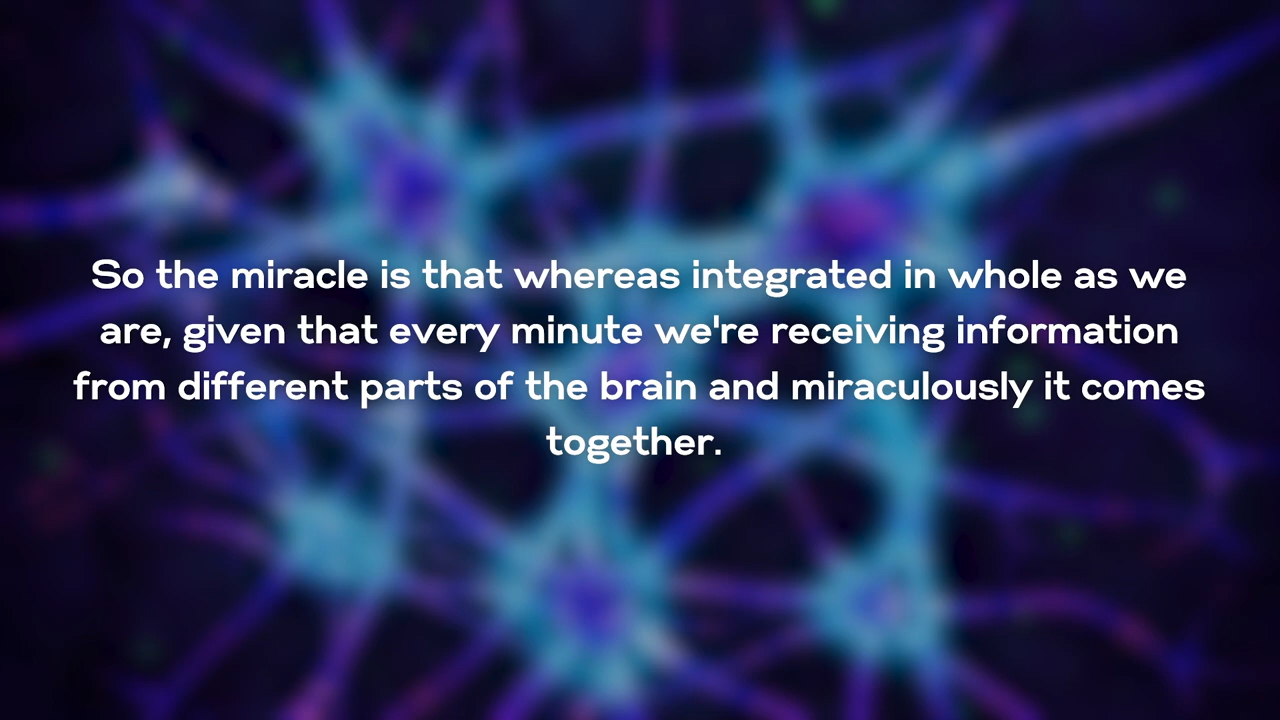 So the miracle is that whereas integrated in whole as we
are, given that every minute we're receiving information
from different parts of the brain and miraculously it comes
together.